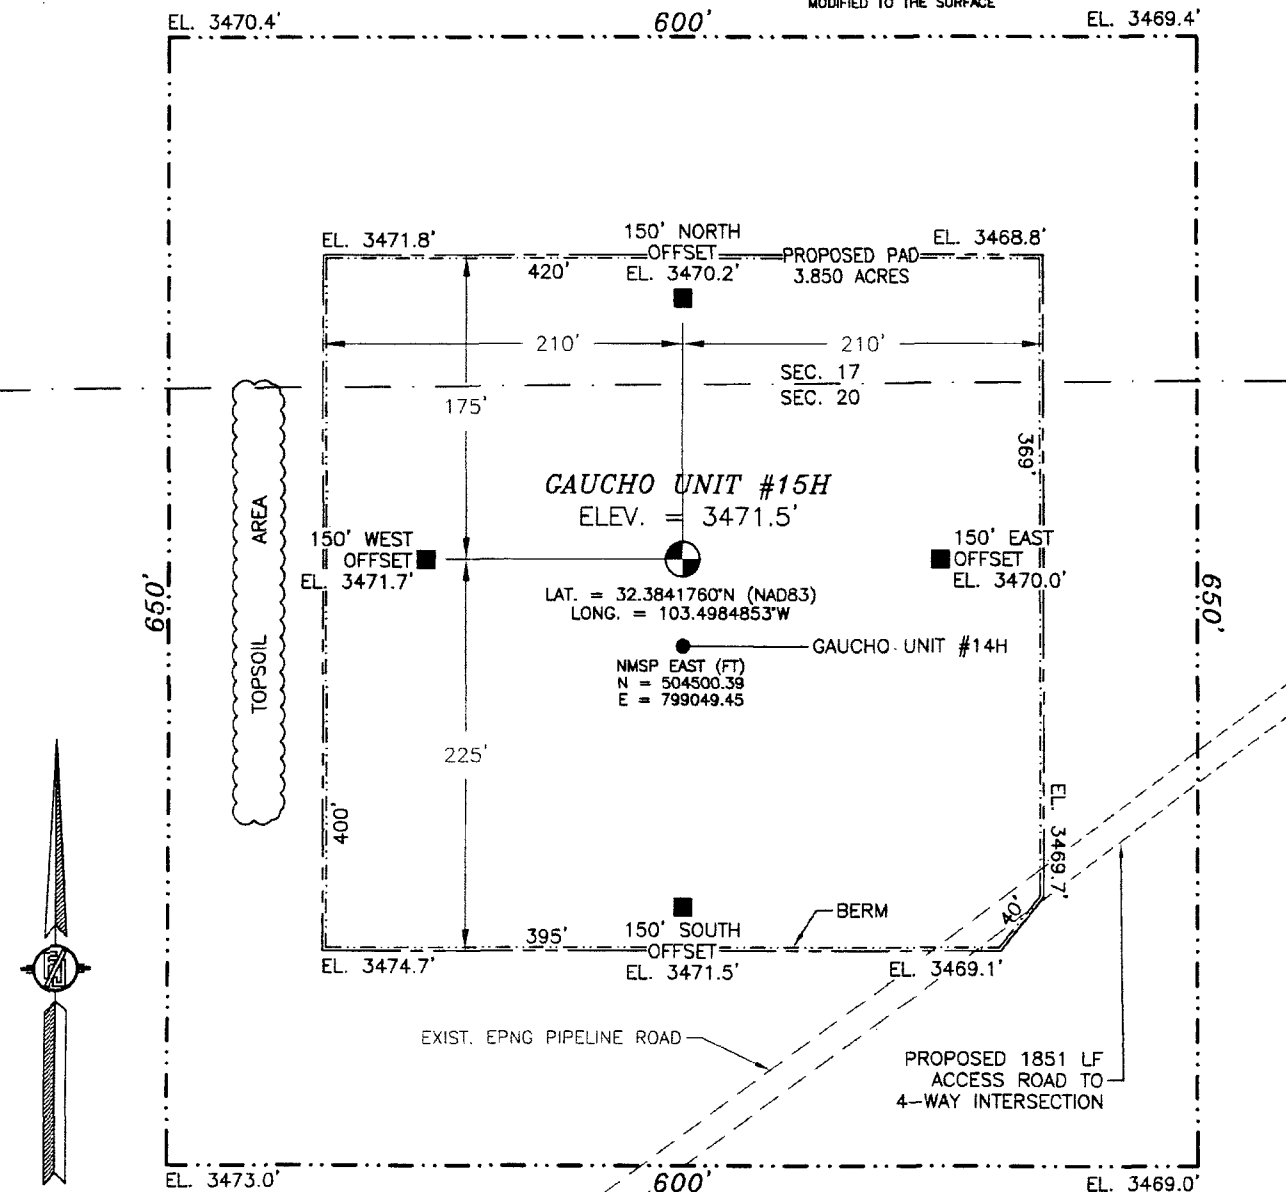 MODIFIED TO THE SURFACE
EL. 3470.4'
600'
EL. 3469.4'
EL. 3471.8'
150' NORTH
OFFSET
EL. 3470.2'
EL. 3468.8'
PROPOSED PAD
3.850 ACRES
420'
210'
210'
SEC. 17
SEC. 20
175'
369'
GAUCHO UNIT #15H
ELEV. = 3471.5'
TOPSOIL AREA
150' WEST
OFFSET
EL. 3471.7'
150' EAST
OFFSET
EL. 3470.0'
LAT. = 32.3841760°N (NAD83)
LONG. = 103.4984853°W
650'
650'
GAUCHO UNIT #14H
NMSP EAST (FT)
N = 504500.39
E = 799049.45
225'
400'
EL. 3469.7'
40'
BERM
395'
150' SOUTH
OFFSET
EL. 3471.5'
EL. 3474.7'
EL. 3469.1'
EXIST. EPNG PIPELINE ROAD
PROPOSED 1851 LF
ACCESS ROAD TO
4-WAY INTERSECTION
EL. 3473.0'
600'
EL. 3469.0'